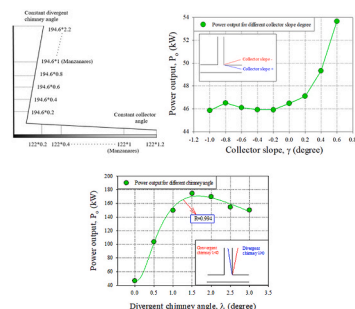 Constant divergent
chimney angle
194.6*2.2
194.6*1 (Manzanares)
194.6*0.8
194.6*0.6
194.6*0.4
194.6*0.2
Constant collector
angle
122*0.2
122*0.4
122*1
122*1.2
(Manzanares)
Power output for different collector slope degree
Collector slope +
Collector slope -
Power output, Po (kW)
54
52
50
48
46
44
-1.0
-0.8
-0.6
-0.4
-0.2
0.0
0.2
0.4
0.6
Collector slope, γ (degree)
Power output for different chimney angle
R=0.994
Convergent
chimney λ<0
Divergent
chimney λ>0
Power output, Po (kW)
200
180
160
140
120
100
80
60
40
0.0
0.5
1.0
1.5
2.0
2.5
3.0
3.5
Divergent chimney angle, λ (degree)